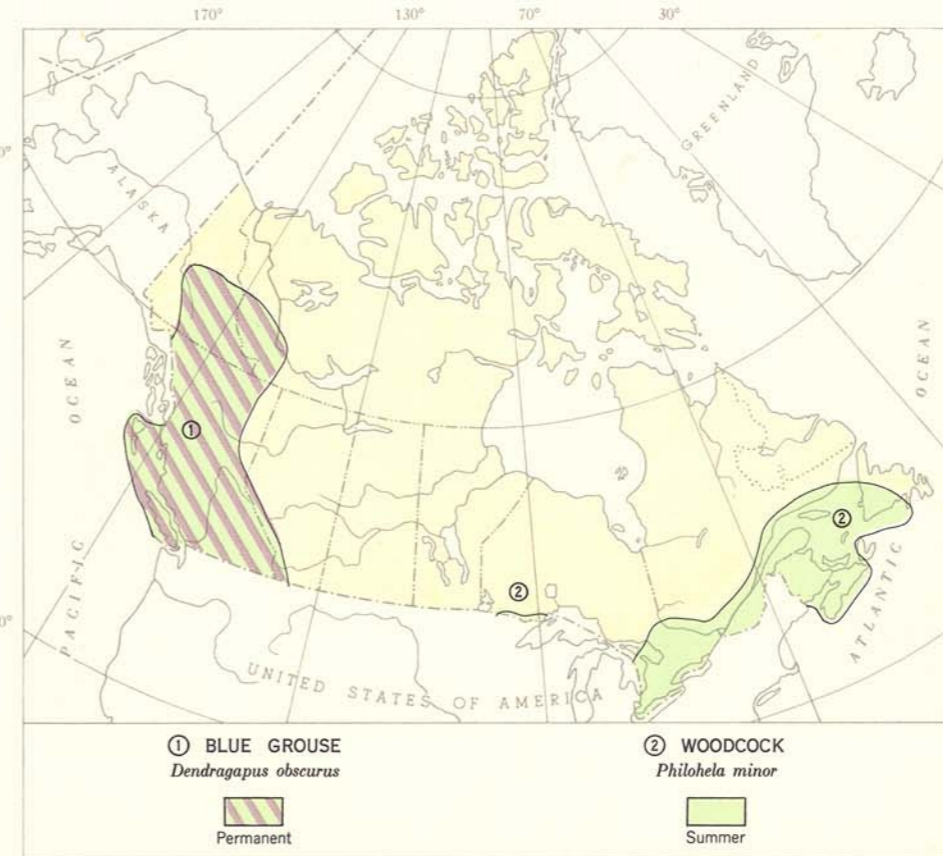 170° 130° 70° 30°
GREENLAND
ALASKA
OCEAN
OCEAN
①
②
②
PACIFIC
ATLANTIC
UNITED STATES OF AMERICA
① BLUE GROUSE
Dendragapus obscurus
Permanent
② WOODCOCK
Philohela minor
Summer